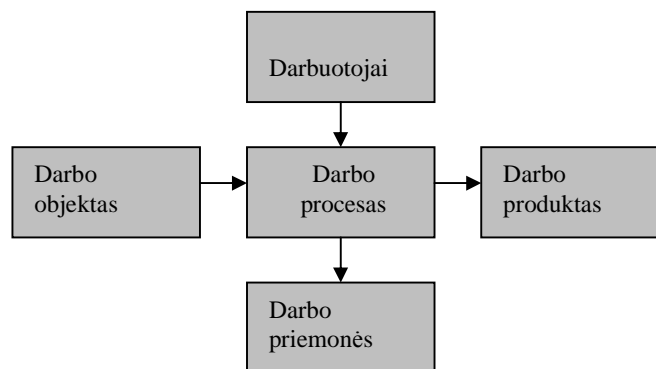 Darbuotojai
Darbo
objektas
Darbo
procesas
Darbo
produktas
Darbo
priemonės